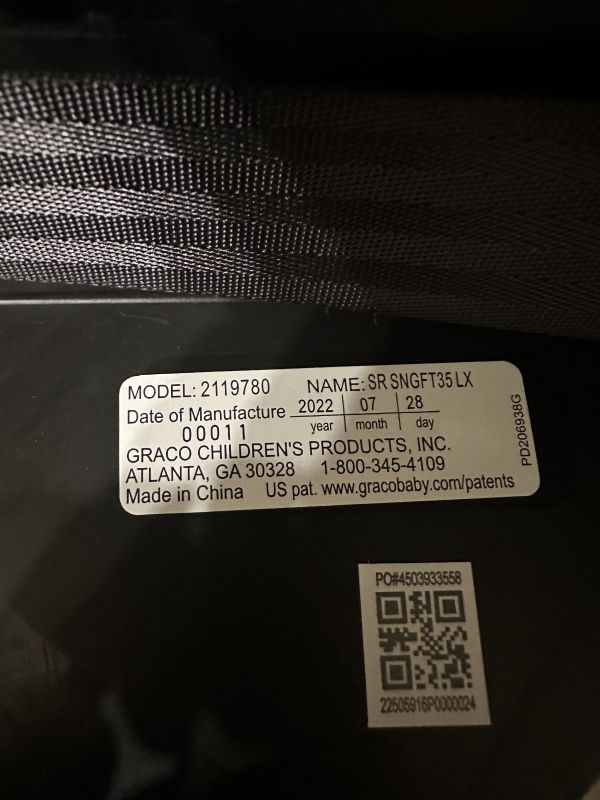 MODEL: 2119780 NAME: SR SNGFT35 LX
Date of Manufacture 2022 07 28
year month day
00011
GRACO CHILDREN'S PRODUCTS, INC.
ATLANTA, GA 30328 1-800-345-4109
Made in China US pat. www.gracobaby.com/patents
PD206938G
PO#4503933558
22505916P0000024